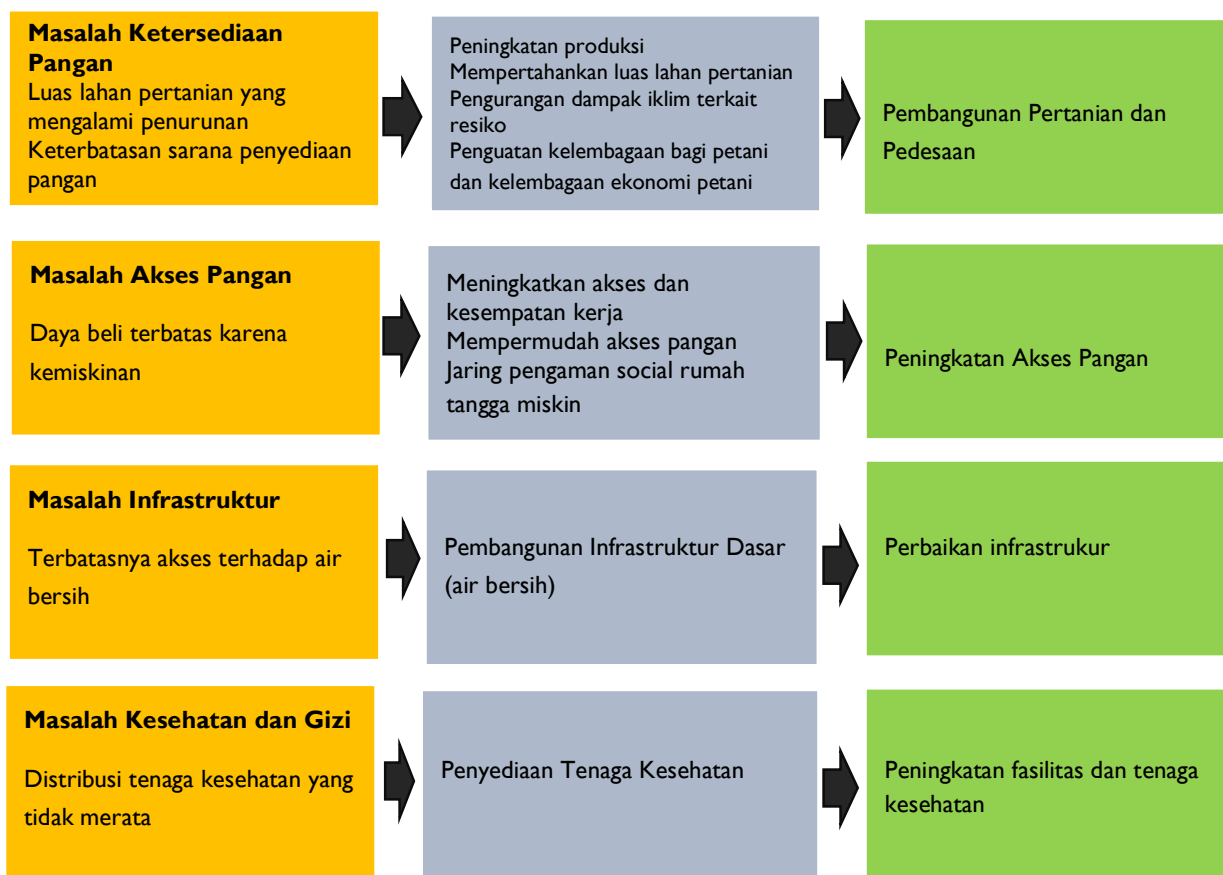 Masalah Ketersediaan
Pangan
Luas lahan pertanian yang
mengalami penurunan
Keterbatasan sarana penyediaan
pangan
Peningkatan produksi
Mempertahankan luas lahan pertanian
Pengurangan dampak iklim terkait
resiko
Penguatan kelembagaan bagi petani
dan kelembagaan ekonomi petani
Pembangunan Pertanian dan
Pedesaan
Masalah Akses Pangan
Daya beli terbatas karena
kemiskinan
Meningkatkan akses dan
kesempatan kerja
Mempermudah akses pangan
Jaring pengaman social rumah
tangga miskin
Peningkatan Akses Pangan
Masalah Infrastruktur
Terbatasnya akses terhadap air
bersih
Pembangunan Infrastruktur Dasar
(air bersih)
Perbaikan infrastrukur
Masalah Kesehatan dan Gizi
Distribusi tenaga kesehatan yang
tidak merata
Penyediaan Tenaga Kesehatan
Peningkatan fasilitas dan tenaga
kesehatan